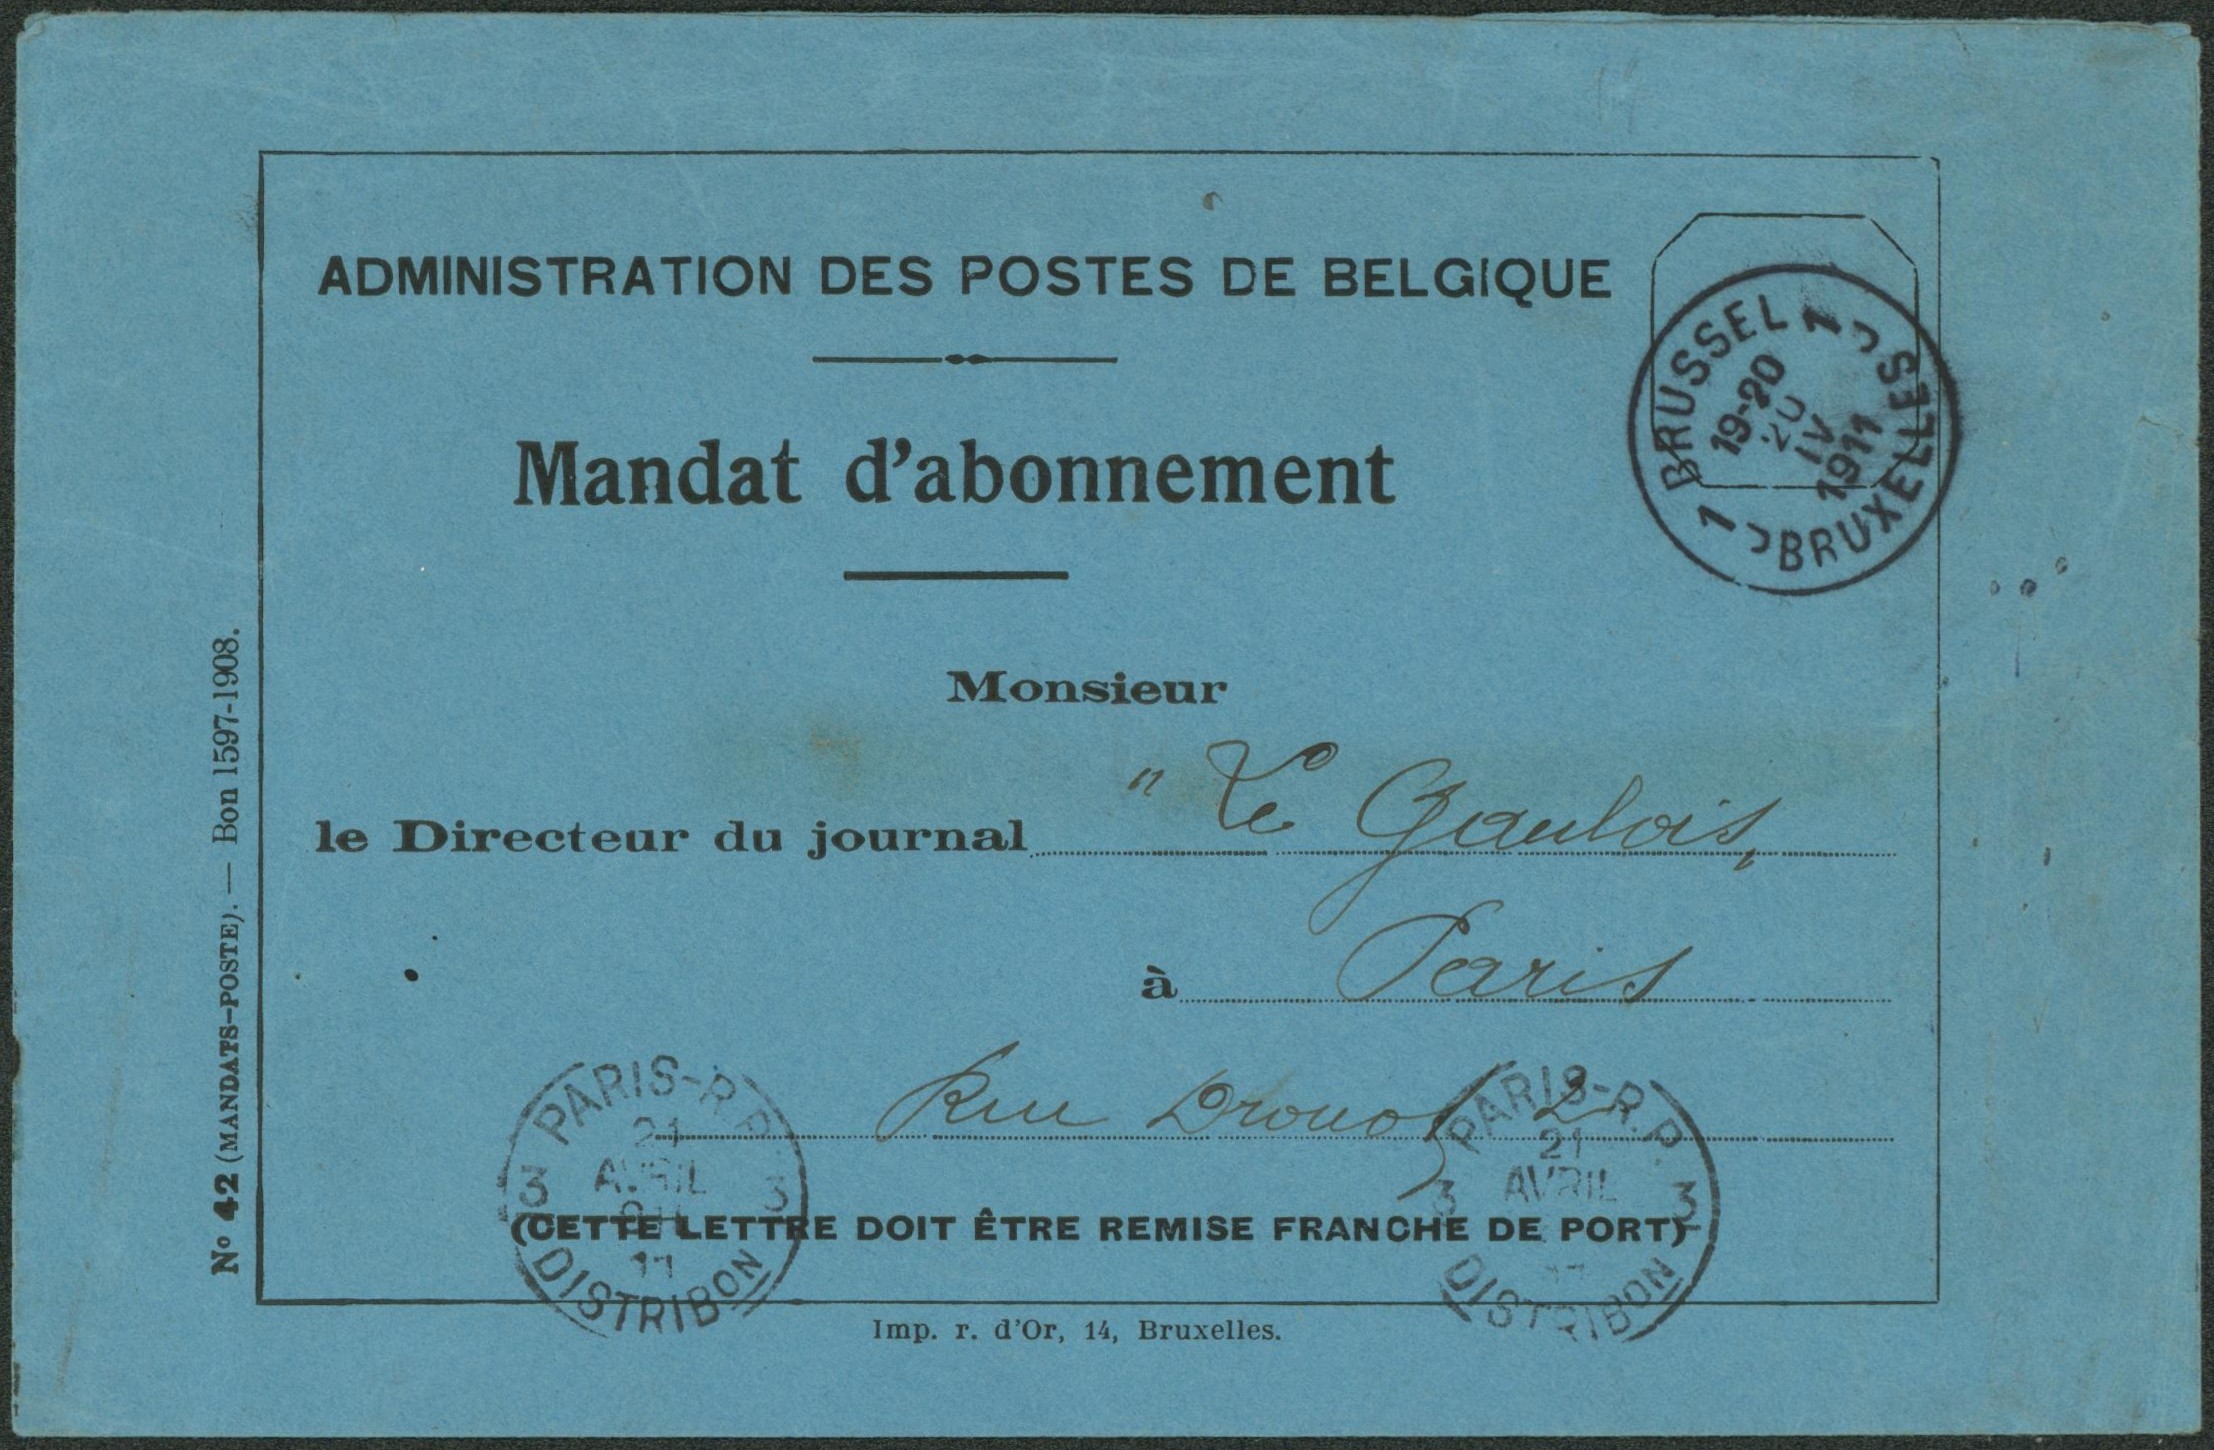 ADMINISTRATION DES POSTES DE BELGIQUE
BRUSSEL 1
19-20
20
IV
1911
1 BRUXELLES
Mandat d'abonnement
Monsieur
le Directeur du journal " Le Gaulois "
à Paris
Rue Drouot 2
PARIS-R.P.
3 21 AVRIL 3
11
DISTRIBON
PARIS-R.P.
3 21 AVRIL 3
11
DISTRIBON
(CETTE LETTRE DOIT ÊTRE REMISE FRANCHE DE PORT)
Imp. r. d'Or, 14, Bruxelles.
No 42 (MANDATS-POSTE). — Bon 1597-1908.